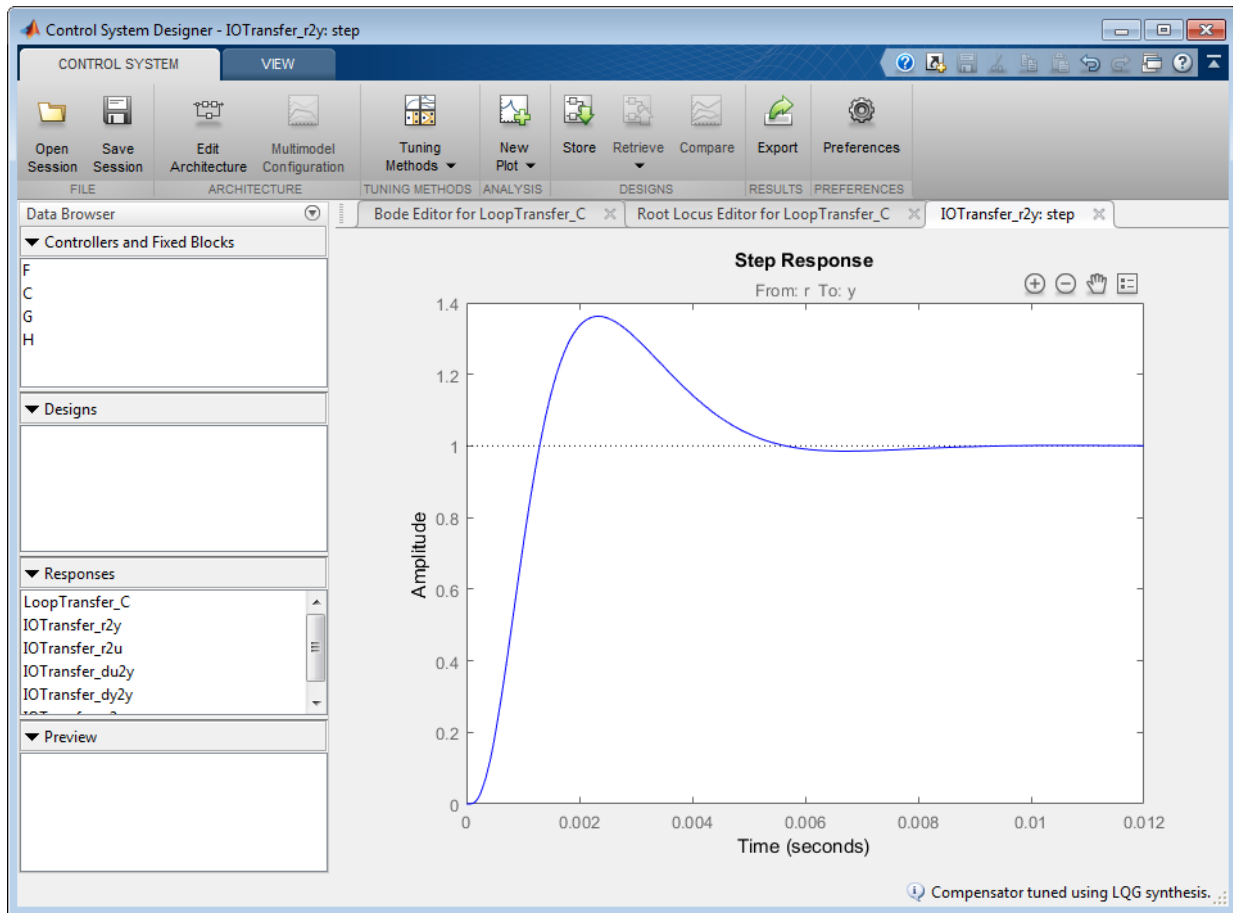 Control System Designer - IOTransfer_r2y: step
CONTROL SYSTEM
VIEW
Open Session
Save Session
Edit Architecture
Multimodel Configuration
Tuning Methods
New Plot
Store
Retrieve
Compare
Export
Preferences
FILE
ARCHITECTURE
TUNING METHODS
ANALYSIS
DESIGNS
RESULTS
PREFERENCES
Data Browser
Controllers and Fixed Blocks
F
C
G
H
Designs
Responses
LoopTransfer_C
IOTransfer_r2y
IOTransfer_r2u
IOTransfer_du2y
IOTransfer_dy2y
Preview
Bode Editor for LoopTransfer_C
Root Locus Editor for LoopTransfer_C
IOTransfer_r2y: step
Step Response
From: r To: y
Amplitude
1.4
1.2
1
0.8
0.6
0.4
0.2
0
0
0.002
0.004
0.006
0.008
0.01
0.012
Time (seconds)
Compensator tuned using LQG synthesis.